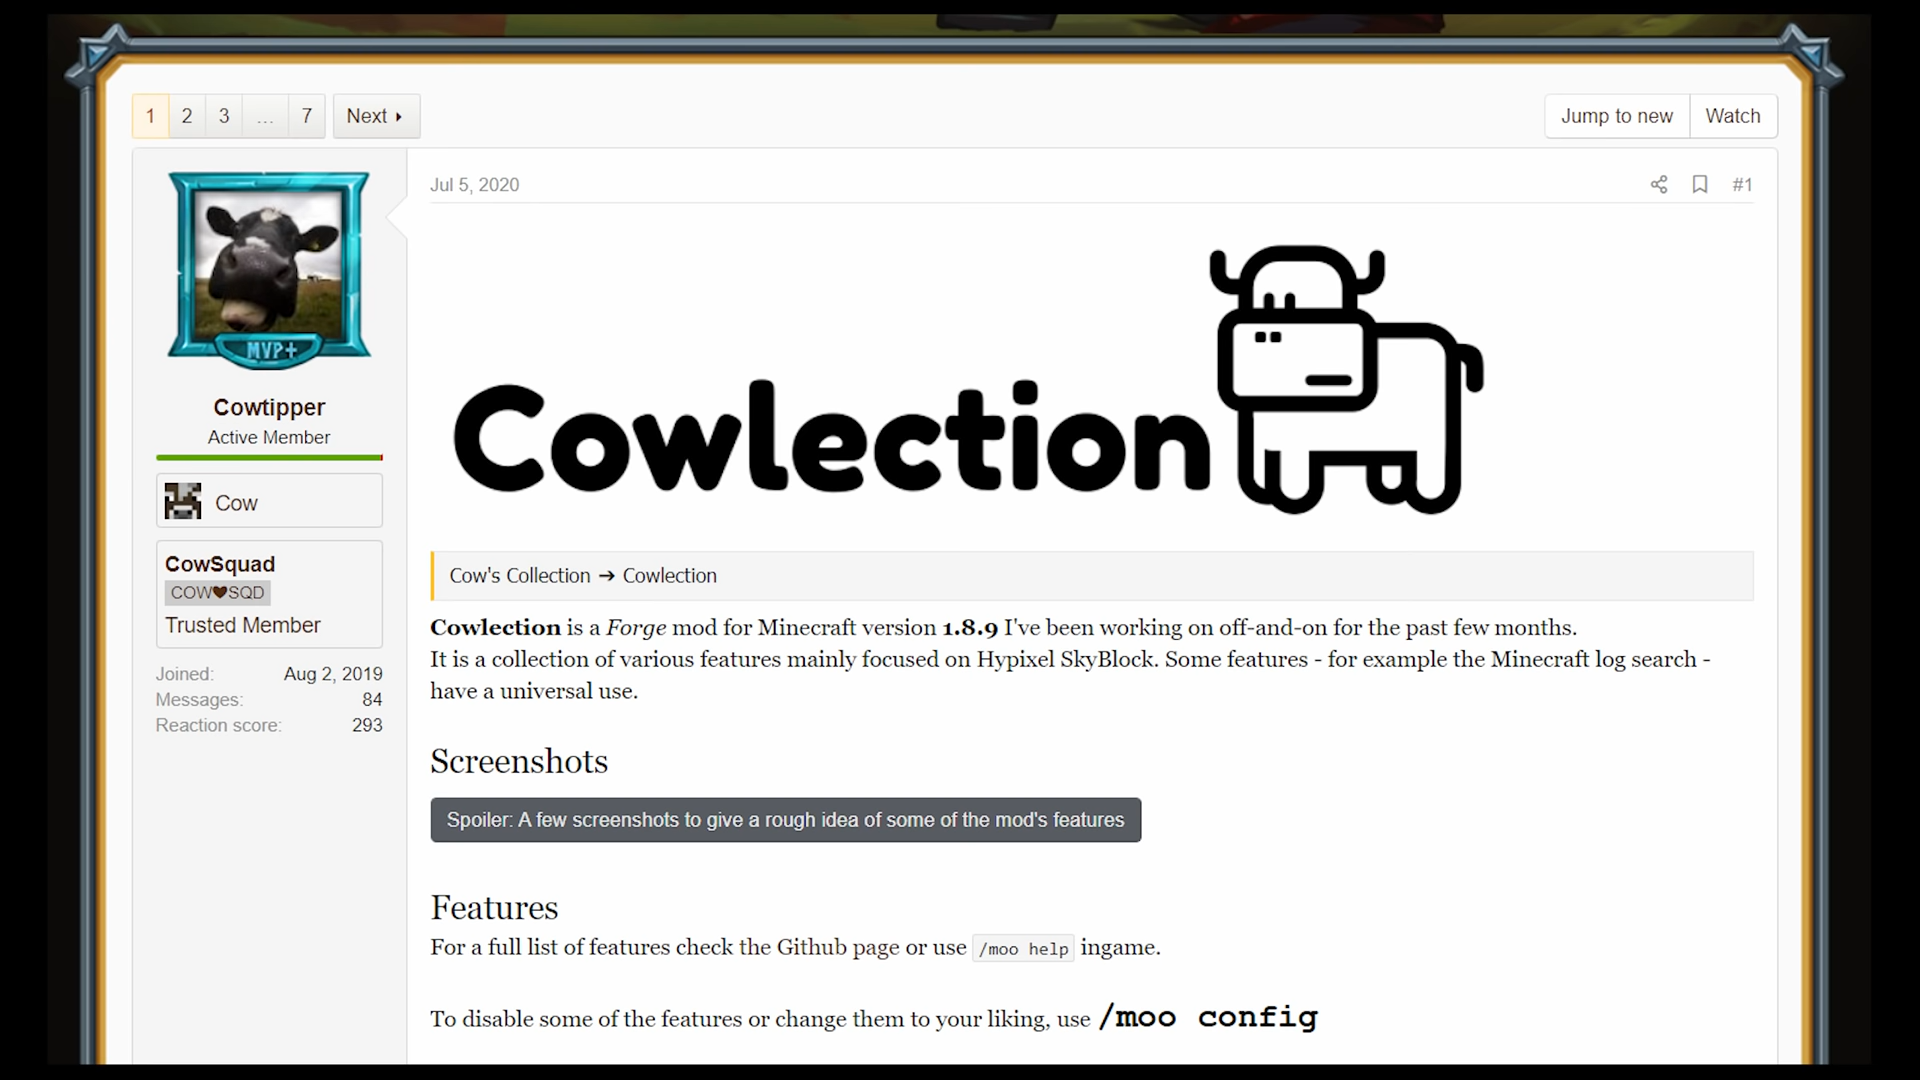 1 2 3 ... 7 Next
Jump to new Watch
MVP+
Cowtipper
Active Member
Cow
CowSquad
COW❤SQD
Trusted Member
Joined: Aug 2, 2019
Messages: 84
Reaction score: 293
Jul 5, 2020 #1
Cowlection
Cow's Collection ➔ Cowlection
Cowlection is a Forge mod for Minecraft version 1.8.9 I've been working on off-and-on for the past few months.
It is a collection of various features mainly focused on Hypixel SkyBlock. Some features - for example the Minecraft log search -
have a universal use.
Screenshots
Spoiler: A few screenshots to give a rough idea of some of the mod's features
Features
For a full list of features check the Github page or use /moo help ingame.
To disable some of the features or change them to your liking, use /moo config